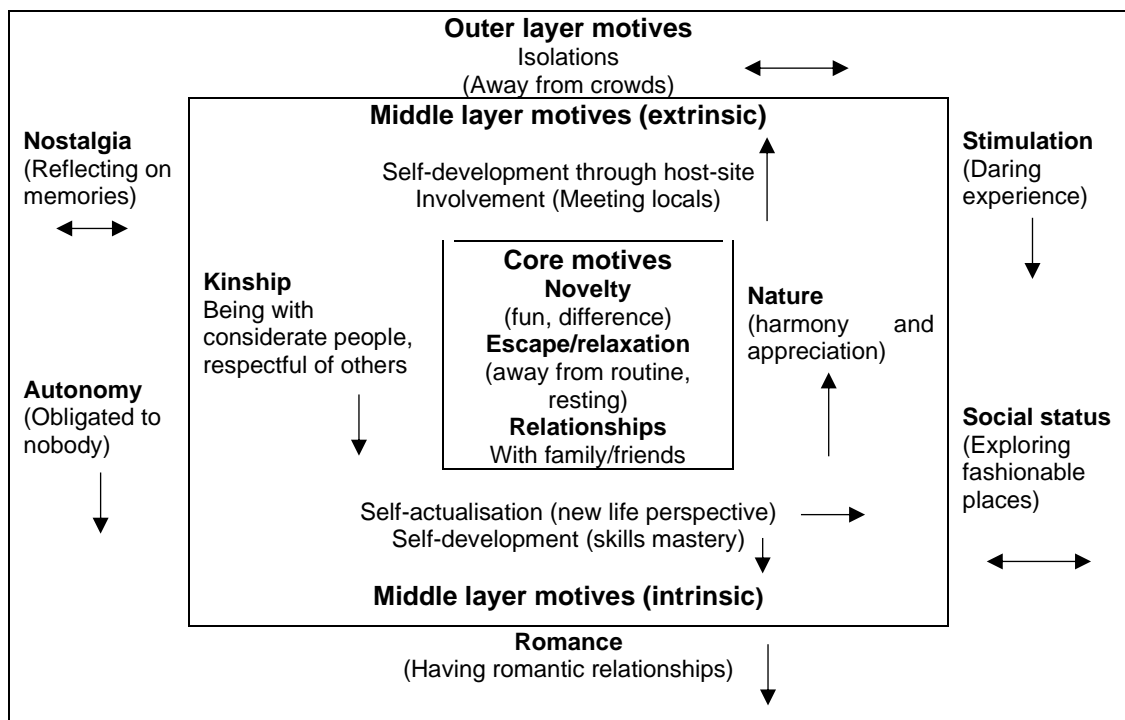 Outer layer motives
Isolations
(Away from crowds)
Middle layer motives (extrinsic)
Nostalgia
(Reflecting on
memories)
Self-development through host-site
Involvement (Meeting locals)
Stimulation
(Daring
experience)
Kinship
Being with
considerate people,
respectful of others
Core motives
Novelty
(fun, difference)
Escape/relaxation
(away from routine,
resting)
Relationships
With family/friends
Nature
(harmony and
appreciation)
Autonomy
(Obligated to
nobody)
Social status
(Exploring
fashionable
places)
Self-actualisation (new life perspective)
Self-development (skills mastery)
Middle layer motives (intrinsic)
Romance
(Having romantic relationships)